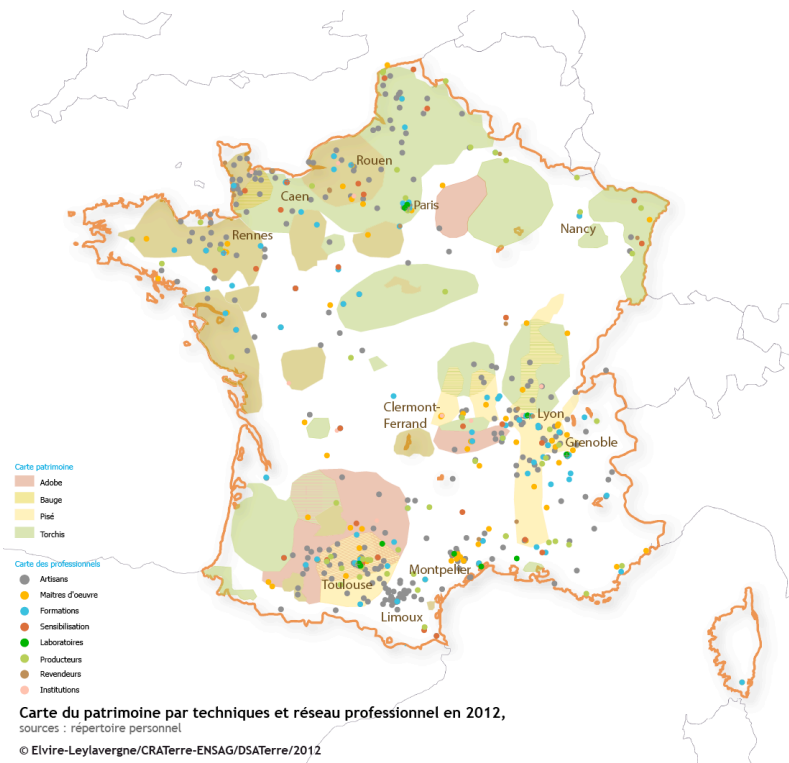 Rouen
Caen
Paris
Nancy
Rennes
Clermont-
Ferrand
Lyon
Grenoble
Montpelier
Toulouse
Limoux
Carte patrimoine
Adobe
Bauge
Pisé
Torchis
Carte des professionnels
Artisans
Maîtres d'oeuvre
Formations
Sensibilisation
Laboratoires
Producteurs
Revendeurs
Institutions
Carte du patrimoine par techniques et réseau professionnel en 2012,
sources : répertoire personnel
© Elvire-Leylavergne/CRATerre-ENSAG/DSATerre/2012